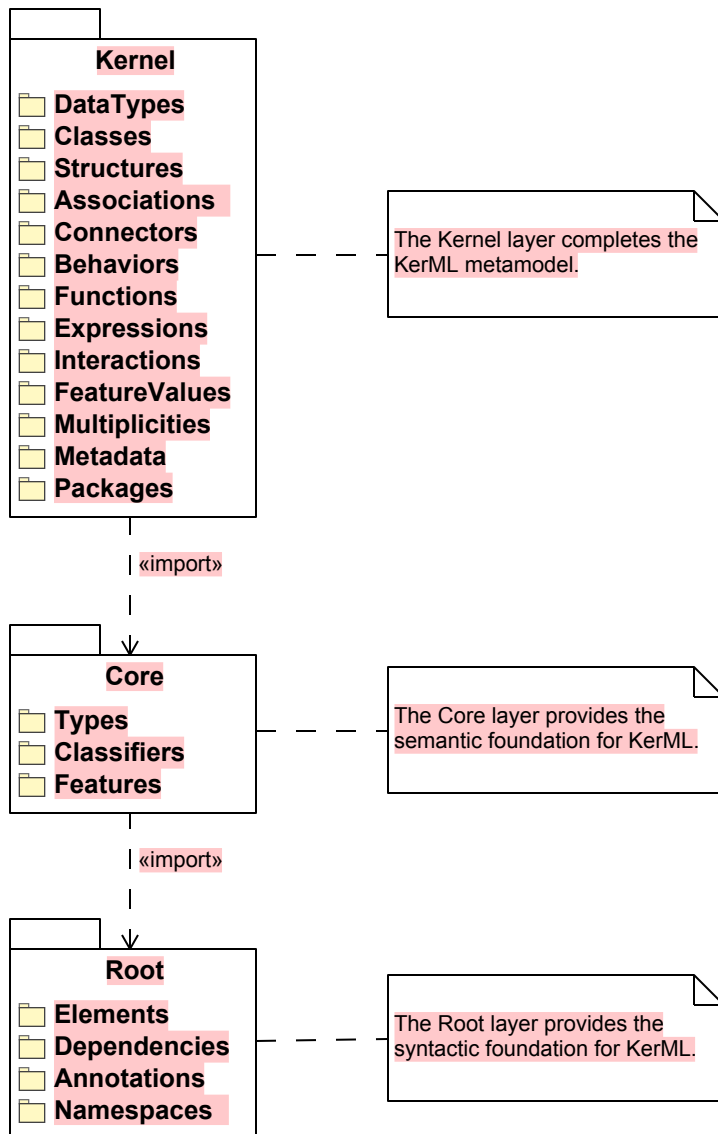 Kernel
DataTypes
Classes
Structures
Associations
Connectors
Behaviors
Functions
Expressions
Interactions
FeatureValues
Multiplicities
Metadata
Packages
The Kernel layer completes the
KerML metamodel.
«import»
Core
Types
Classifiers
Features
The Core layer provides the
semantic foundation for KerML.
«import»
Root
Elements
Dependencies
Annotations
Namespaces
The Root layer provides the
syntactic foundation for KerML.